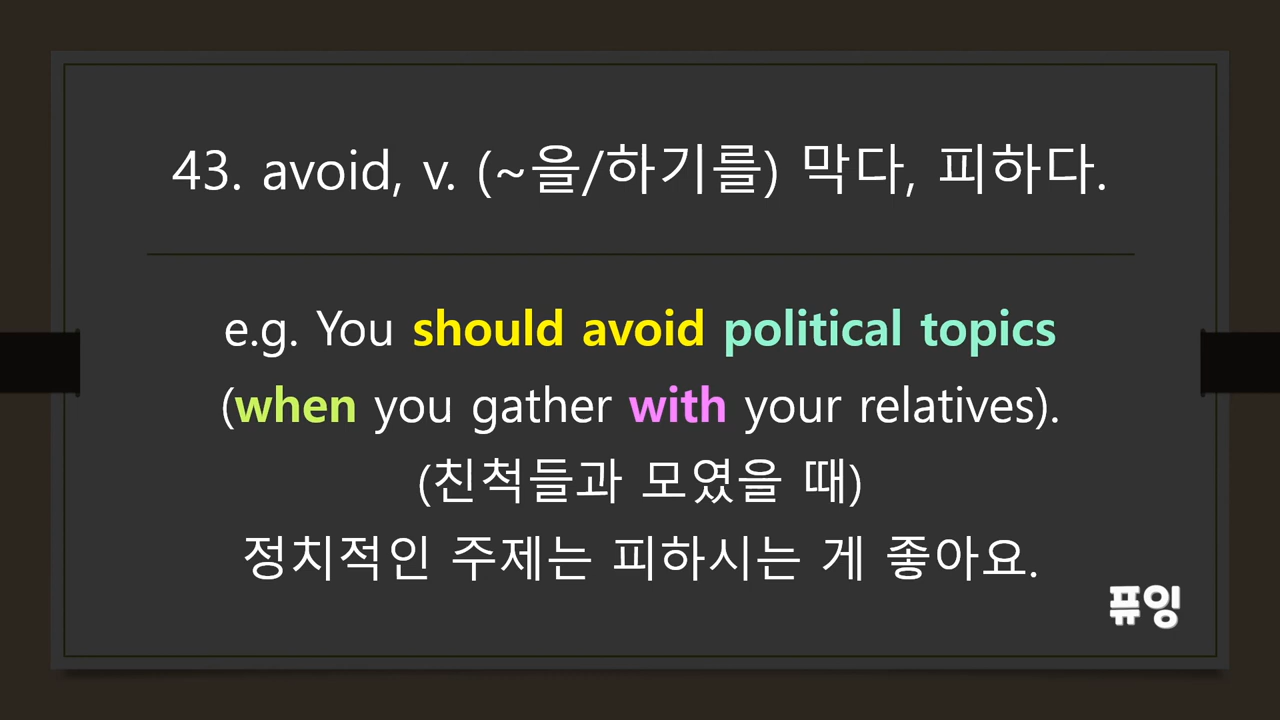 43. avoid, v. (~을/하기를) 막다, 피하다.
e.g. You should avoid political topics
(when you gather with your relatives).
(친척들과 모였을 때)
정치적인 주제는 피하시는 게 좋아요.
퓨잉